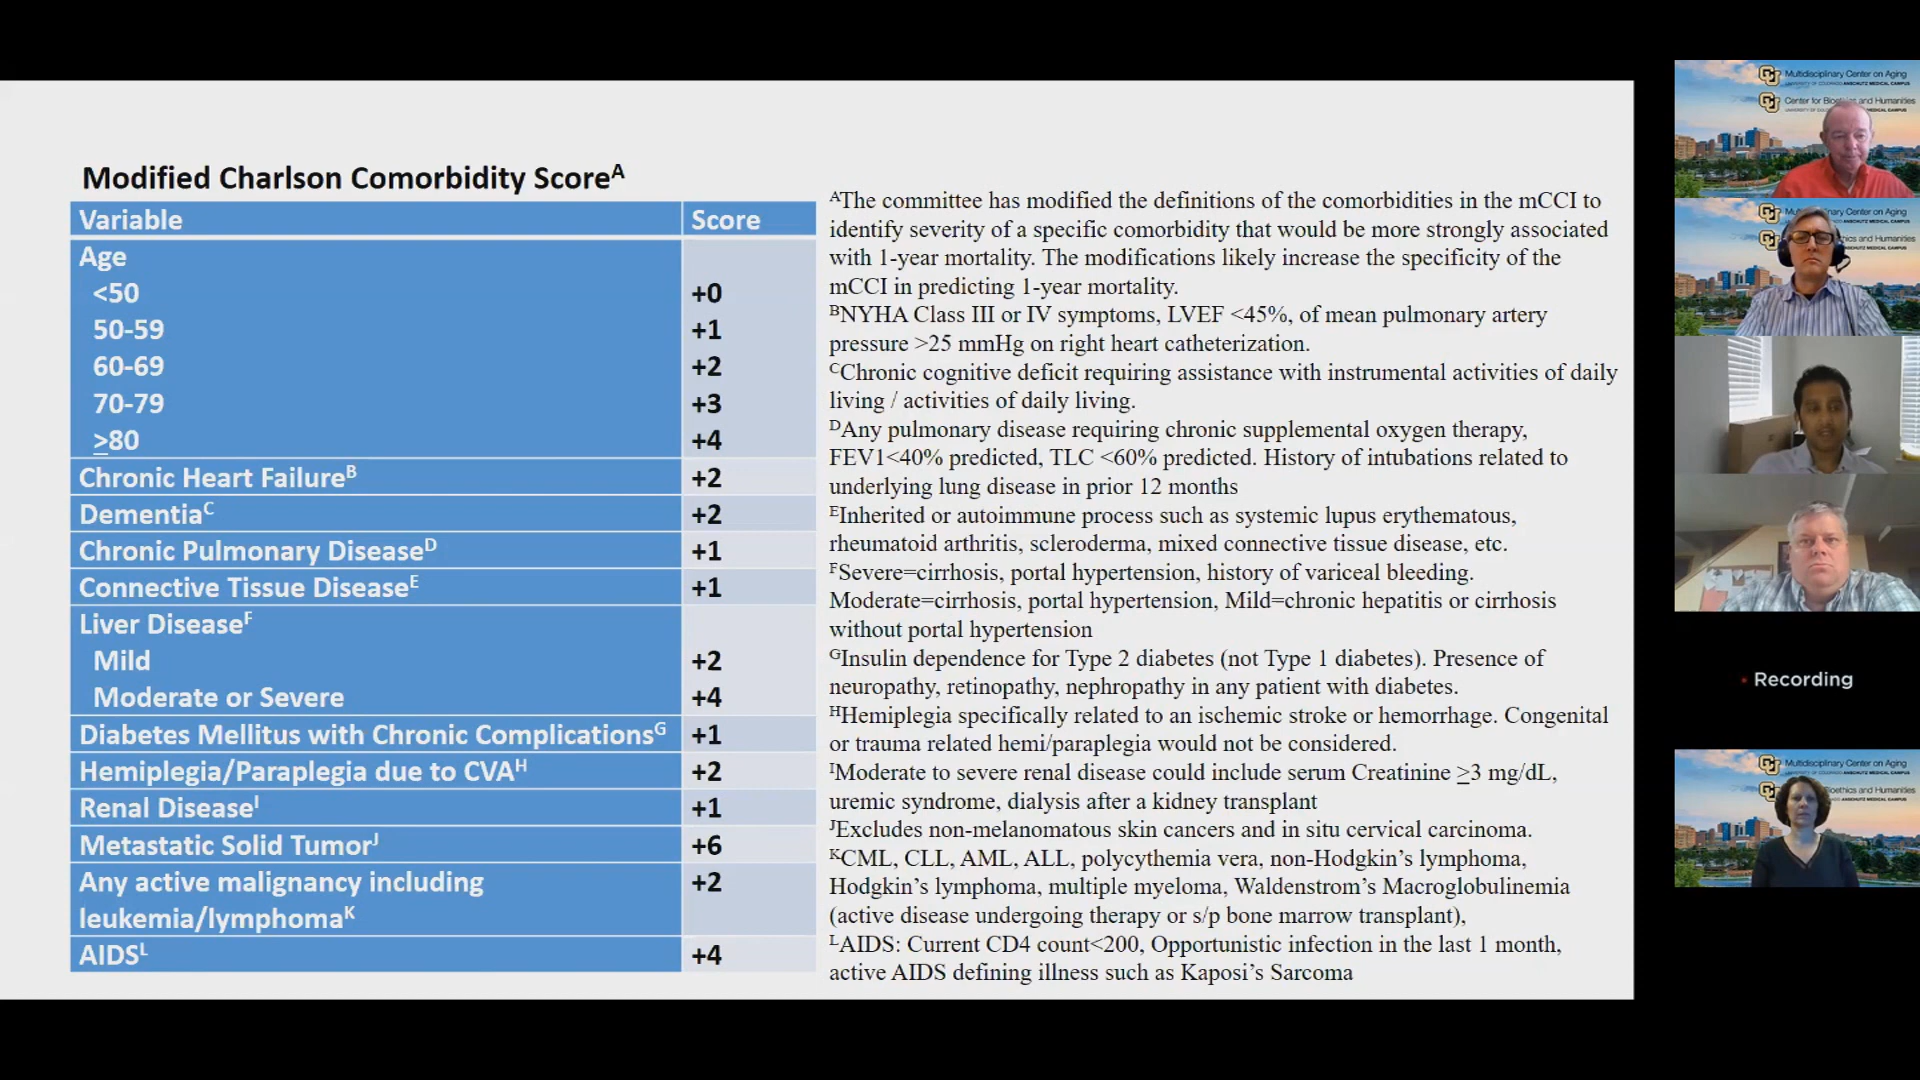 Modified Charlson Comorbidity Score^A
Variable Score
Age
<50 +0
50-59 +1
60-69 +2
70-79 +3
≥80 +4
Chronic Heart Failure^B +2
Dementia^C +2
Chronic Pulmonary Disease^D +1
Connective Tissue Disease^E +1
Liver Disease^F
Mild +2
Moderate or Severe +4
Diabetes Mellitus with Chronic Complications^G +1
Hemiplegia/Paraplegia due to CVA^H +2
Renal Disease^I +1
Metastatic Solid Tumor^J +6
Any active malignancy including +2
leukemia/lymphoma^K
AIDS^L +4
^AThe committee has modified the definitions of the comorbidities in the mCCI to
identify severity of a specific comorbidity that would be more strongly associated
with 1-year mortality. The modifications likely increase the specificity of the
mCCI in predicting 1-year mortality.
^BNYHA Class III or IV symptoms, LVEF <45%, of mean pulmonary artery
pressure >25 mmHg on right heart catheterization.
^CChronic cognitive deficit requiring assistance with instrumental activities of daily
living / activities of daily living.
^DAny pulmonary disease requiring chronic supplemental oxygen therapy,
FEV1<40% predicted, TLC <60% predicted. History of intubations related to
underlying lung disease in prior 12 months
^EInherited or autoimmune process such as systemic lupus erythematous,
rheumatoid arthritis, scleroderma, mixed connective tissue disease, etc.
^FSevere=cirrhosis, portal hypertension, history of variceal bleeding.
Moderate=cirrhosis, portal hypertension, Mild=chronic hepatitis or cirrhosis
without portal hypertension
^GInsulin dependence for Type 2 diabetes (not Type 1 diabetes). Presence of
neuropathy, retinopathy, nephropathy in any patient with diabetes.
^HHemiplegia specifically related to an ischemic stroke or hemorrhage. Congenital
or trauma related hemi/paraplegia would not be considered.
^IModerate to severe renal disease could include serum Creatinine ≥3 mg/dL,
uremic syndrome, dialysis after a kidney transplant
^JExcludes non-melanomatous skin cancers and in situ cervical carcinoma.
^KCML, CLL, AML, ALL, polycythemia vera, non-Hodgkin's lymphoma,
Hodgkin's lymphoma, multiple myeloma, Waldenstrom's Macroglobulinemia
(active disease undergoing therapy or s/p bone marrow transplant),
^LAIDS: Current CD4 count<200, Opportunistic infection in the last 1 month,
active AIDS defining illness such as Kaposi's Sarcoma
Multidisciplinary Center on Aging
Center for Bioethics and Humanities
Center on Aging
ethics and Humanities
Recording
Multidisciplinary Center on Aging
Bioethics and Humanities